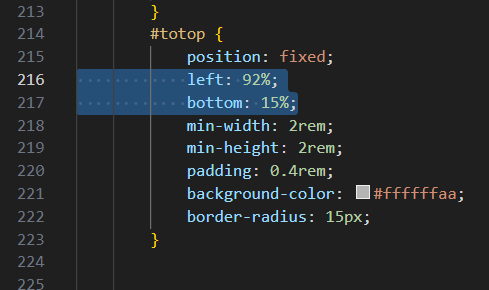 213 }
214 #totop {
215 position: fixed;
216 left: 92%;
217 bottom: 15%;
218 min-width: 2rem;
219 min-height: 2rem;
220 padding: 0.4rem;
221 background-color: #ffffffaa;
222 border-radius: 15px;
223 }
224
225